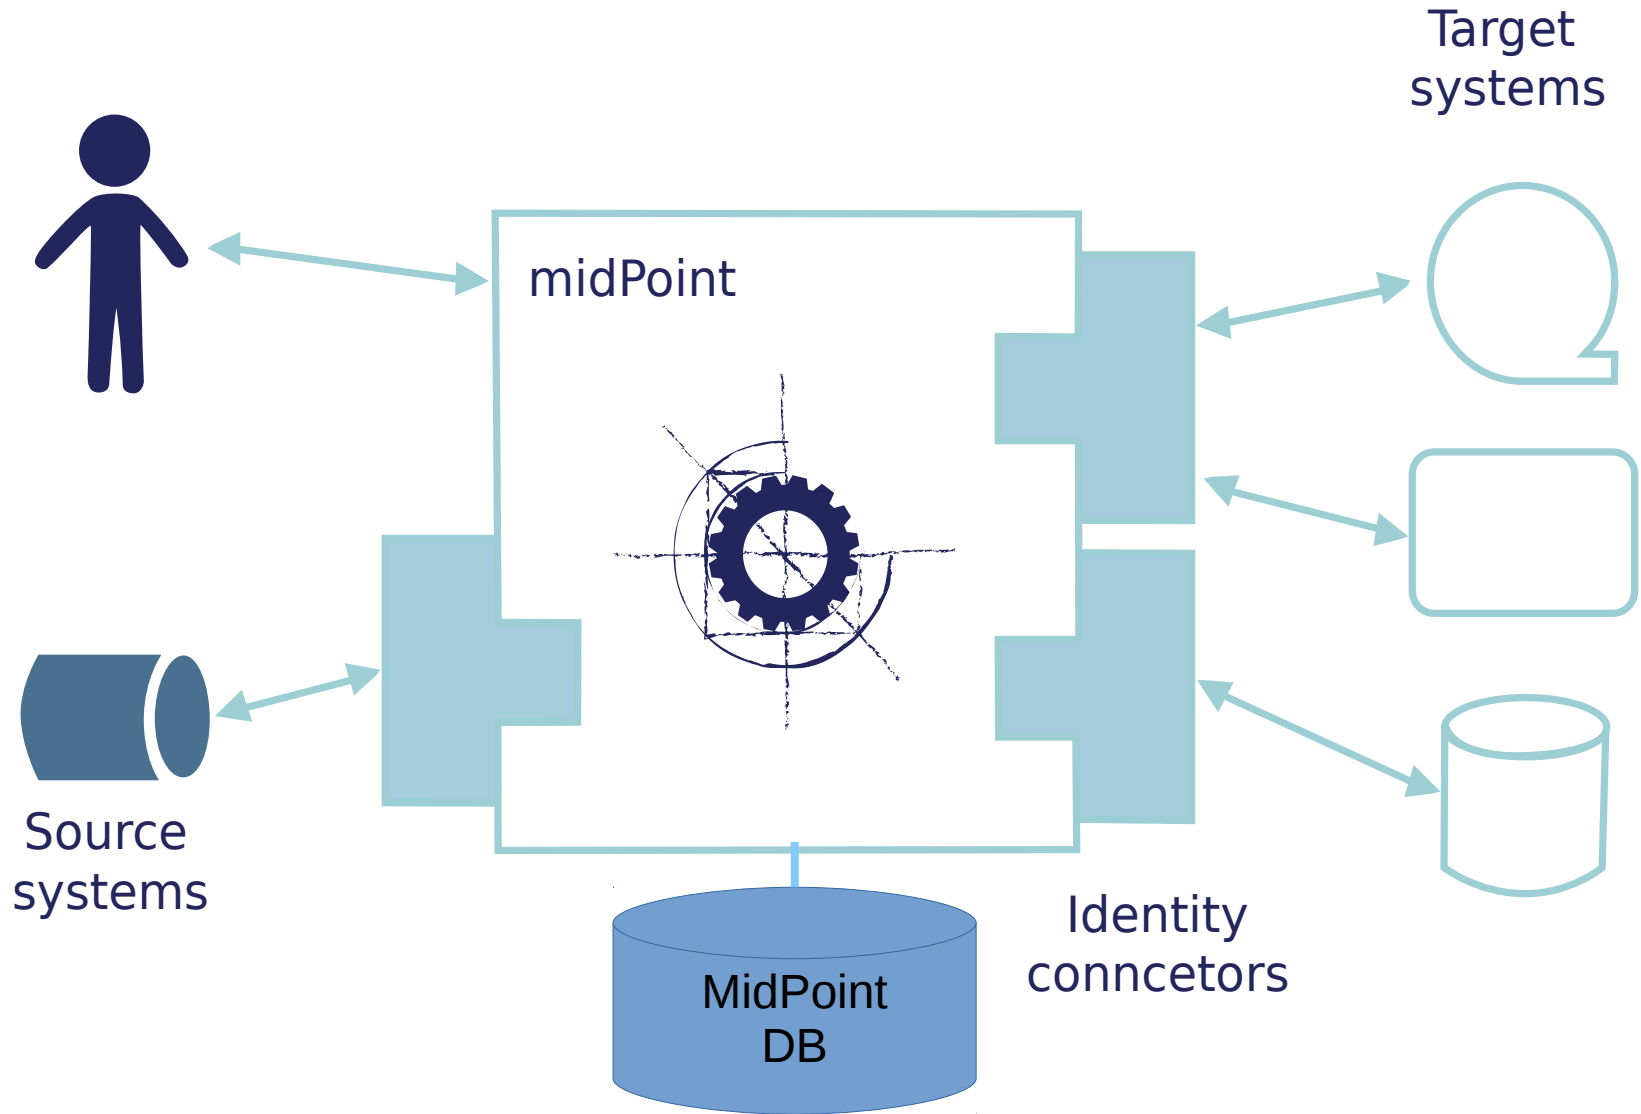 Target
systems
midPoint
Source
systems
Identity
conncetors
MidPoint
DB